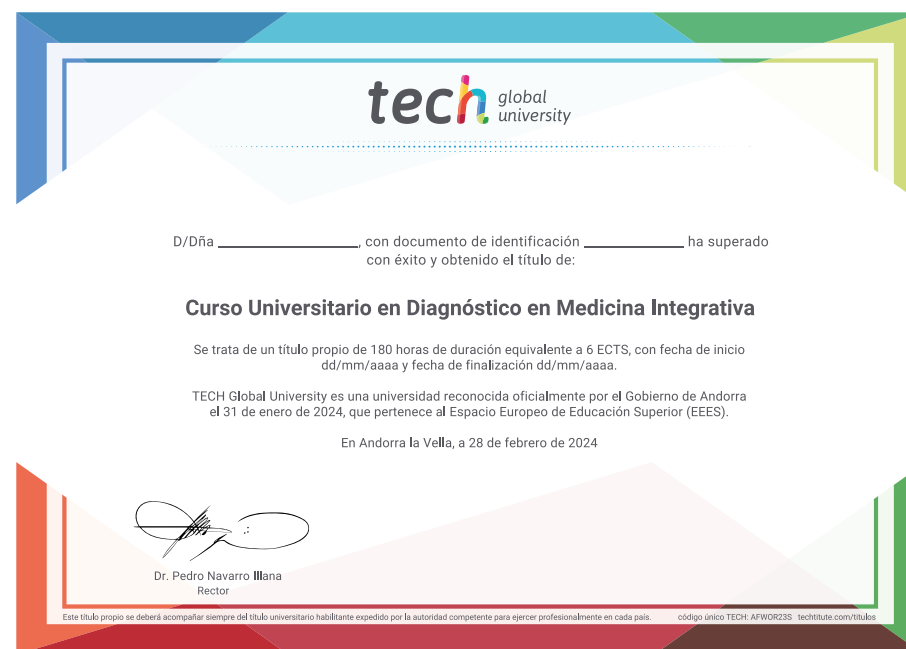 tech global
university
D/Dña ____________________, con documento de identificación ______________ ha superado
con éxito y obtenido el título de:
Curso Universitario en Diagnóstico en Medicina Integrativa
Se trata de un título propio de 180 horas de duración equivalente a 6 ECTS, con fecha de inicio
dd/mm/aaaa y fecha de finalización dd/mm/aaaa.
TECH Global University es una universidad reconocida oficialmente por el Gobierno de Andorra
el 31 de enero de 2024, que pertenece al Espacio Europeo de Educación Superior (EEES).
En Andorra la Vella, a 28 de febrero de 2024
Dr. Pedro Navarro Illana
Rector
Este título propio se deberá acompañar siempre del título universitario habilitante expedido por la autoridad competente para ejercer profesionalmente en cada país. código único TECH: AFWOR23S techtitute.com/titulos